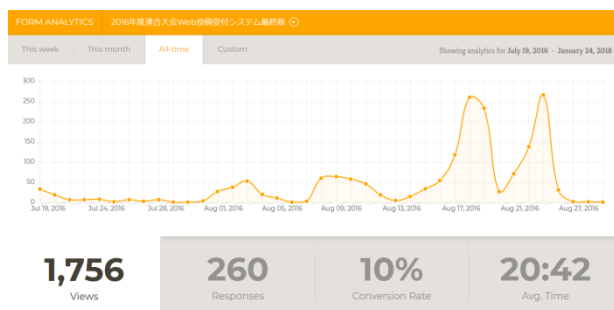 FORM ANALYTICS 2016年度連合大会Web投稿受付システム最終版
This week This month All-time Custom
Showing analytics for July 19, 2016 - January 24, 2018
300
250
200
150
100
50
0
Jul 19, 2016 Jul 24, 2016 Jul 28, 2016 Aug 01, 2016 Aug 05, 2016 Aug 09, 2016 Aug 13, 2016 Aug 17, 2016 Aug 21, 2016 Aug 27, 2016
1,756 260 10% 20:42
Views Responses Conversion Rate Avg. Time